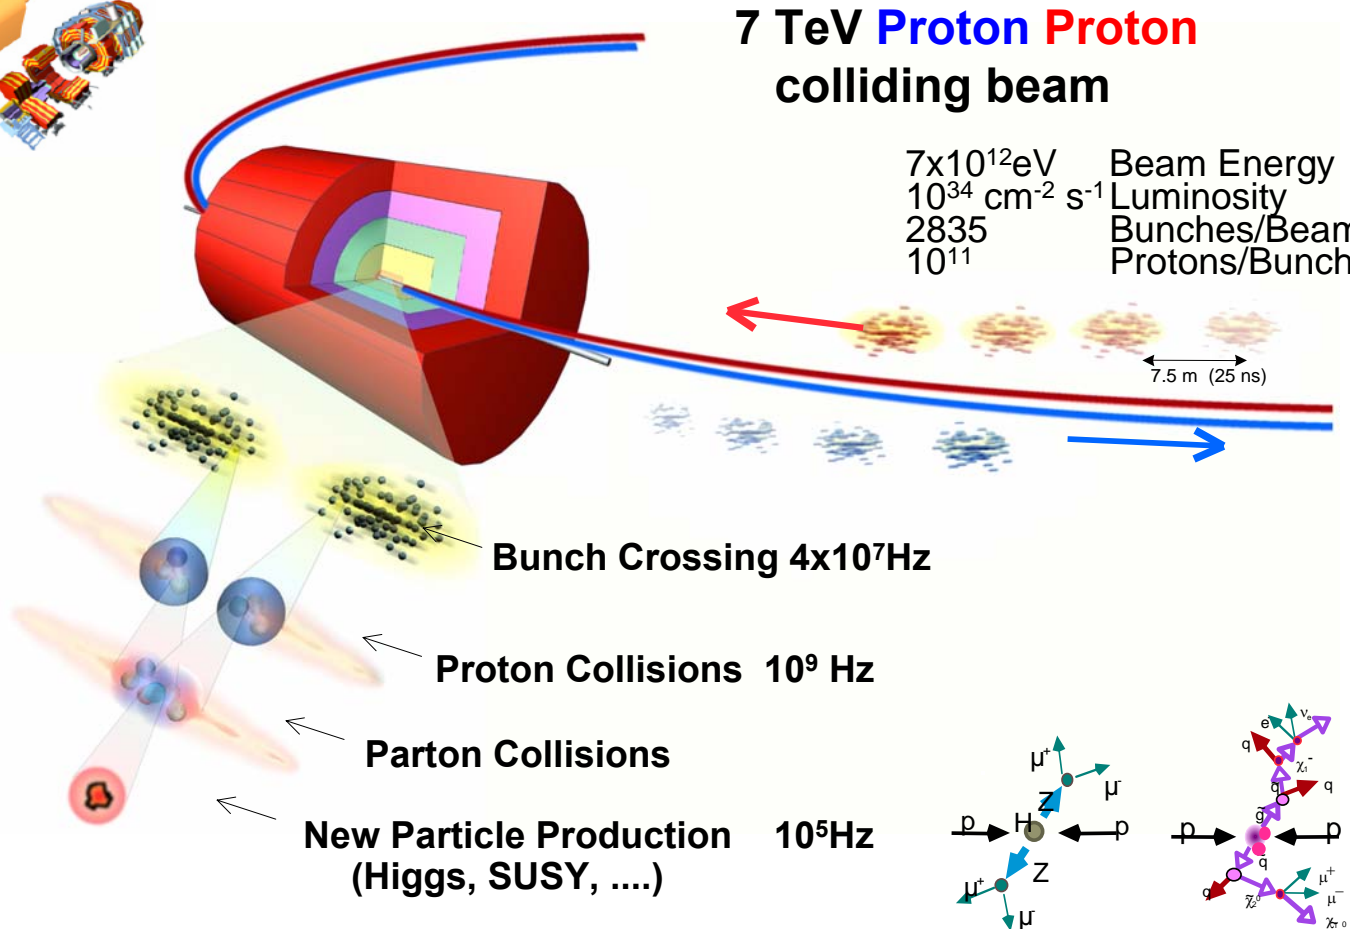 7 TeV Proton Proton
colliding beam
7x10¹²eV Beam Energy
10³⁴ cm⁻² s⁻¹ Luminosity
2835 Bunches/Beam
10¹¹ Protons/Bunch
7.5 m (25 ns)
Bunch Crossing 4x10⁷Hz
Proton Collisions 10⁹ Hz
Parton Collisions
New Particle Production 10⁵Hz
(Higgs, SUSY, ....)
μ⁺
μ⁻
Z
p H p
Z
μ⁺
μ⁻
e νₑ
q
χ̃₁⁻
q̃ q
g̃
p p
q̃
q χ̃₂⁰
μ⁺
μ⁻